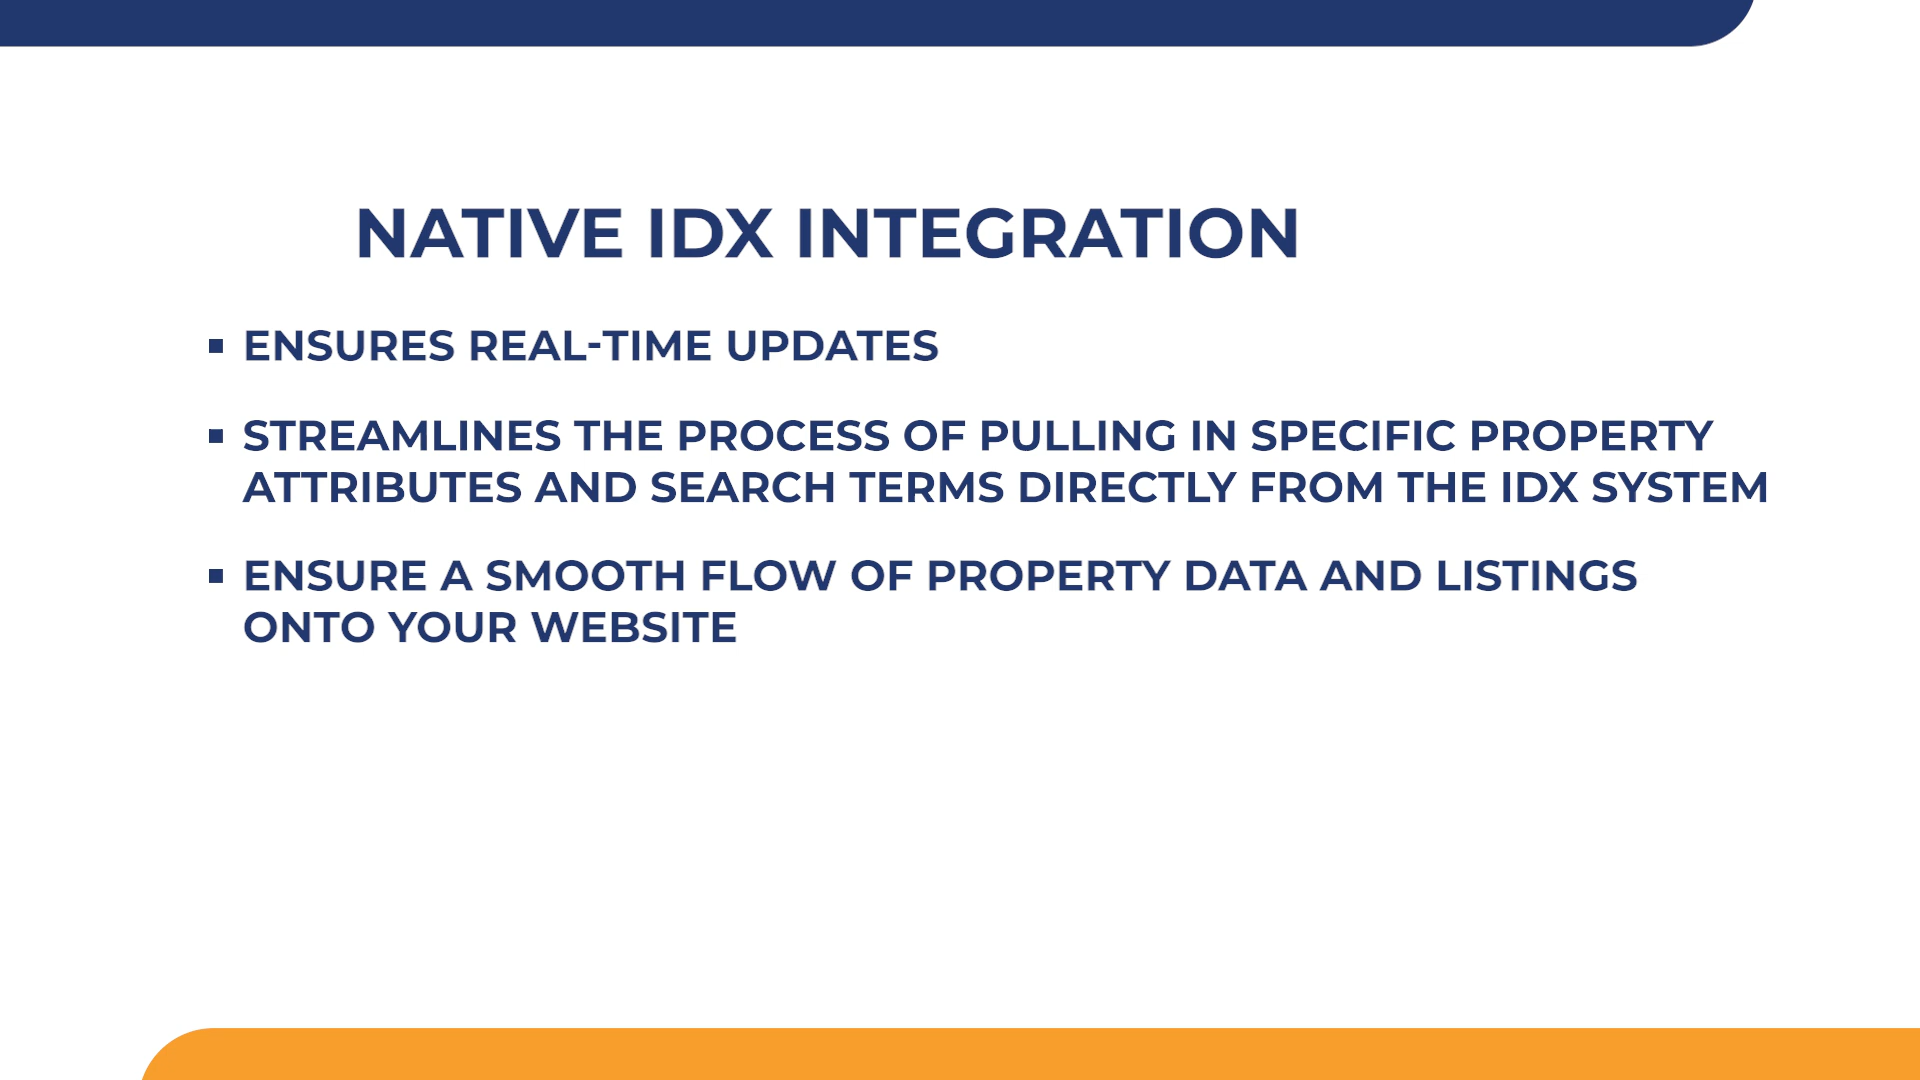 NATIVE IDX INTEGRATION
▪ ENSURES REAL-TIME UPDATES
▪ STREAMLINES THE PROCESS OF PULLING IN SPECIFIC PROPERTY
ATTRIBUTES AND SEARCH TERMS DIRECTLY FROM THE IDX SYSTEM
▪ ENSURE A SMOOTH FLOW OF PROPERTY DATA AND LISTINGS
ONTO YOUR WEBSITE